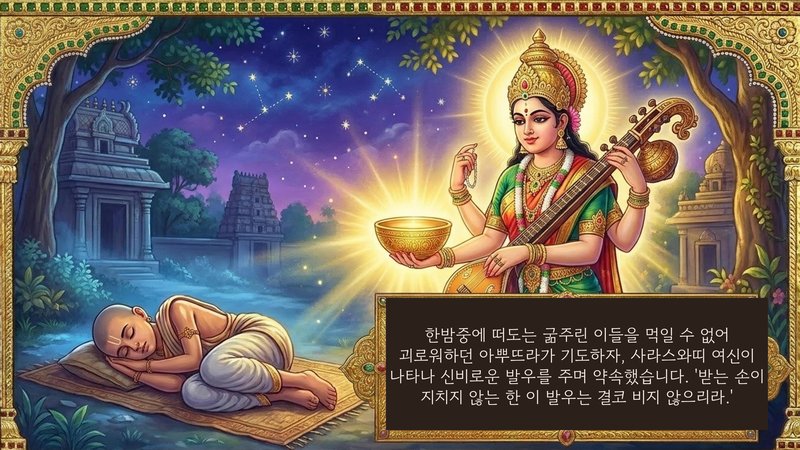 한밤중에 떠도는 굶주린 이들을 먹일 수 없어
괴로워하던 아뿌뜨라가 기도하자, 사라스와띠 여신이
나타나 신비로운 발우를 주며 약속했습니다. '받는 손이
지치지 않는 한 이 발우는 결코 비지 않으리라.'